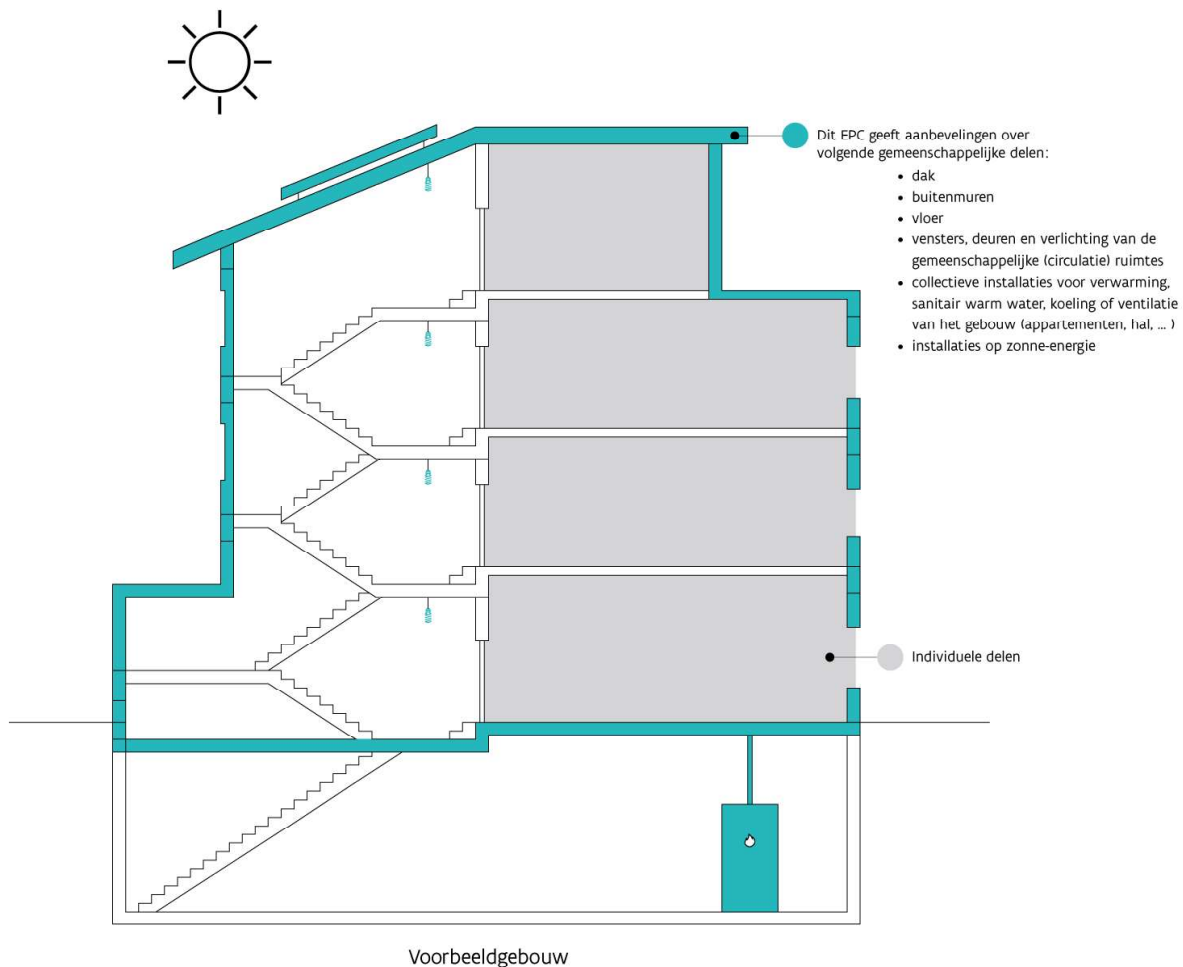 Dit EPC geeft aanbevelingen over
volgende gemeenschappelijke delen:
• dak
• buitenmuren
• vloer
• vensters, deuren en verlichting van de
gemeenschappelijke (circulatie) ruimtes
• collectieve installaties voor verwarming,
sanitair warm water, koeling of ventilatie
van het gebouw (appartementen, hal, ... )
• installaties op zonne-energie
Individuele delen
Voorbeeldgebouw